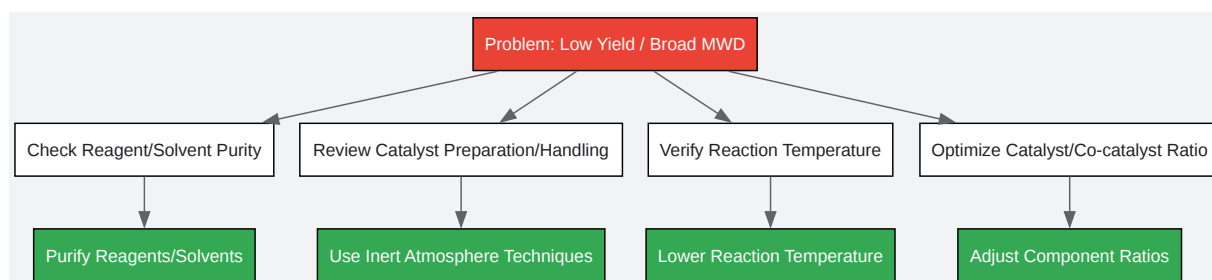 Problem: Low Yield / Broad MWD
Check Reagent/Solvent Purity
Review Catalyst Preparation/Handling
Verify Reaction Temperature
Optimize Catalyst/Co-catalyst Ratio
Purify Reagents/Solvents
Use Inert Atmosphere Techniques
Lower Reaction Temperature
Adjust Component Ratios